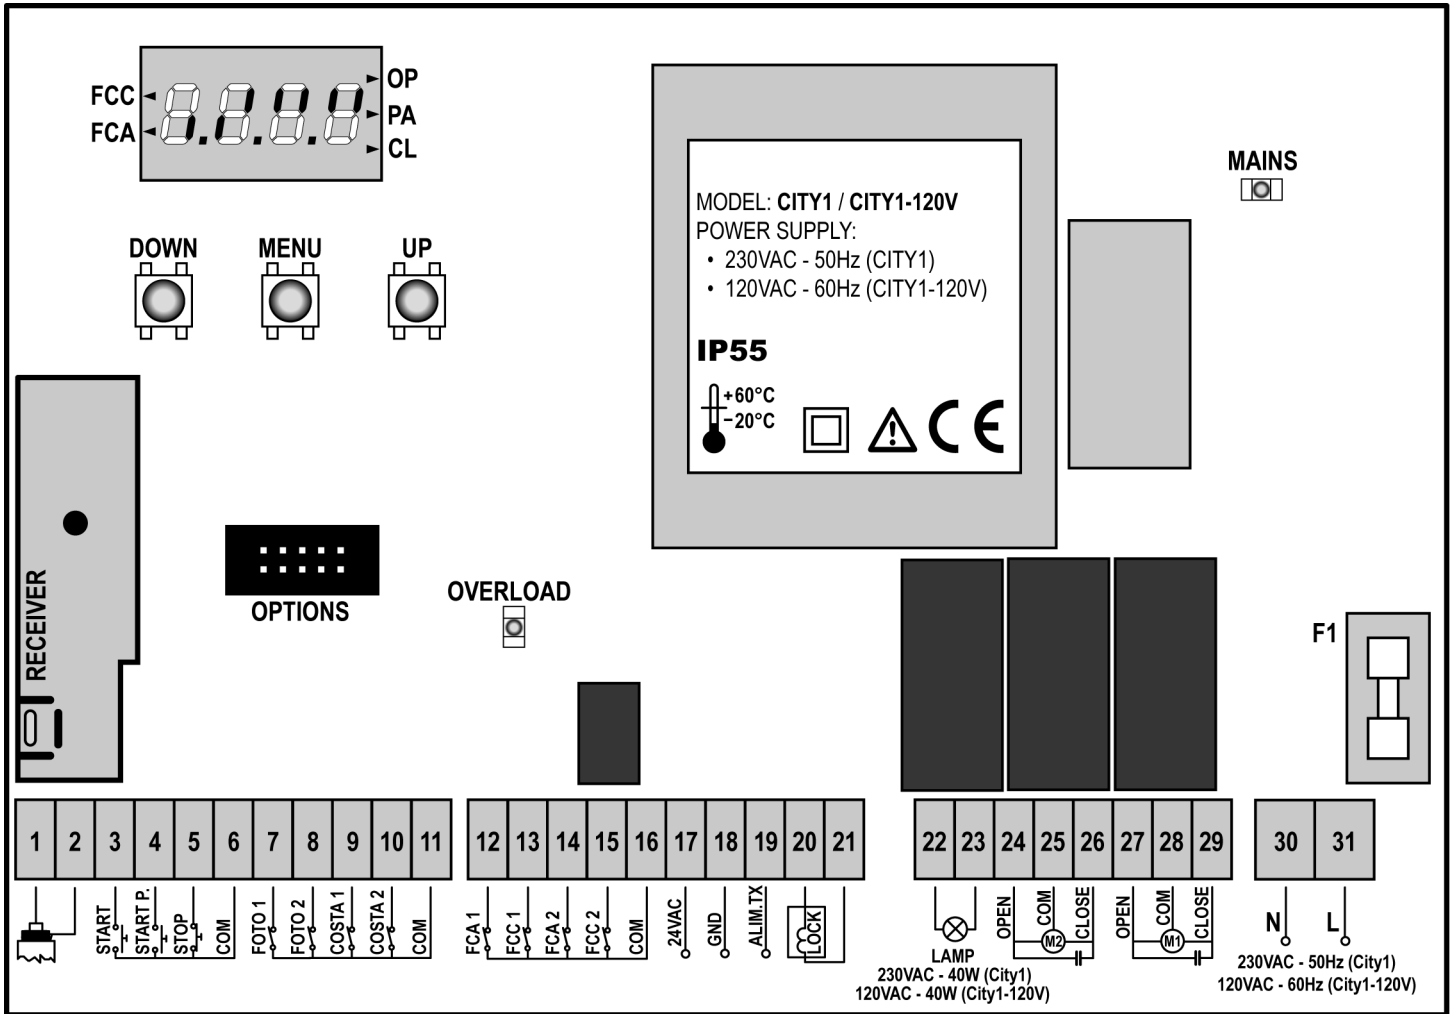 FCC
FCA
OP
PA
CL
DOWN
MENU
UP
MODEL: CITY1 / CITY1-120V
POWER SUPPLY:
• 230VAC - 50Hz (CITY1)
• 120VAC - 60Hz (CITY1-120V)
IP55
+60°C
–20°C
CE
MAINS
RECEIVER
OPTIONS
OVERLOAD
F1
1 2 3 4 5 6 7 8 9 10 11 12 13 14 15 16 17 18 19 20 21 22 23 24 25 26 27 28 29 30 31
START
START P.
STOP
COM
FOTO 1
FOTO 2
COSTA 1
COSTA 2
COM
FCA 1
FCC 1
FCA 2
FCC 2
COM
24VAC
GND
ALIM.TX
LOCK
LAMP
230VAC - 40W (City1)
120VAC - 40W (City1-120V)
OPEN
COM
CLOSE
M2
OPEN
COM
CLOSE
M1
N L
230VAC - 50Hz (City1)
120VAC - 60Hz (City1-120V)